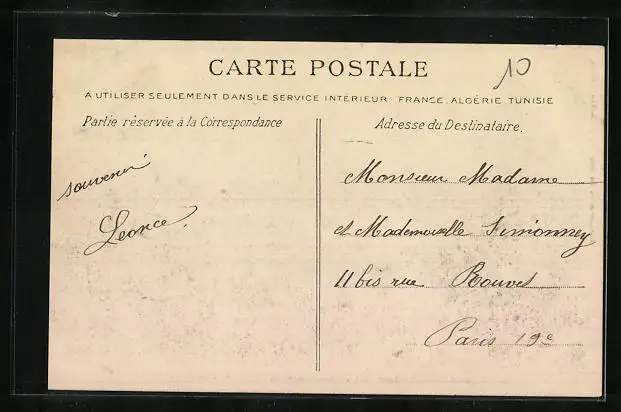 CARTE POSTALE
10
A UTILISER SEULEMENT DANS LE SERVICE INTÉRIEUR FRANCE, ALGÉRIE, TUNISIE
Partie réservée à la Correspondance
Adresse du Destinataire.
souvenir
Léonce.
Monsieur Madame
et Mademoiselle Simonney
11 bis rue Rouvet
Paris 19e